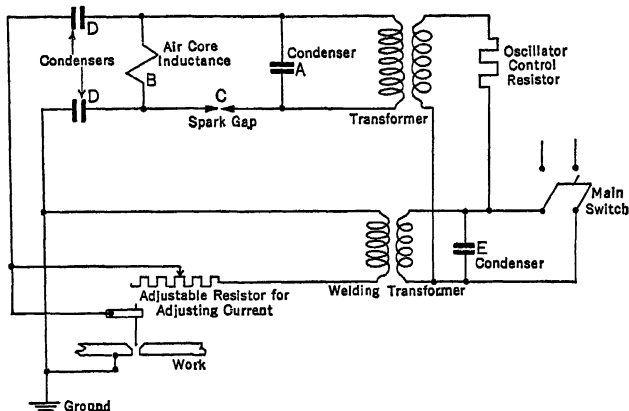 D
Condensers
D
Air Core
Inductance
B
C
Spark Gap
Condenser
A
Transformer
Oscillator
Control
Resistor
Main
Switch
E
Condenser
Welding Transformer
Adjustable Resistor for
Adjusting Current
Work
Ground